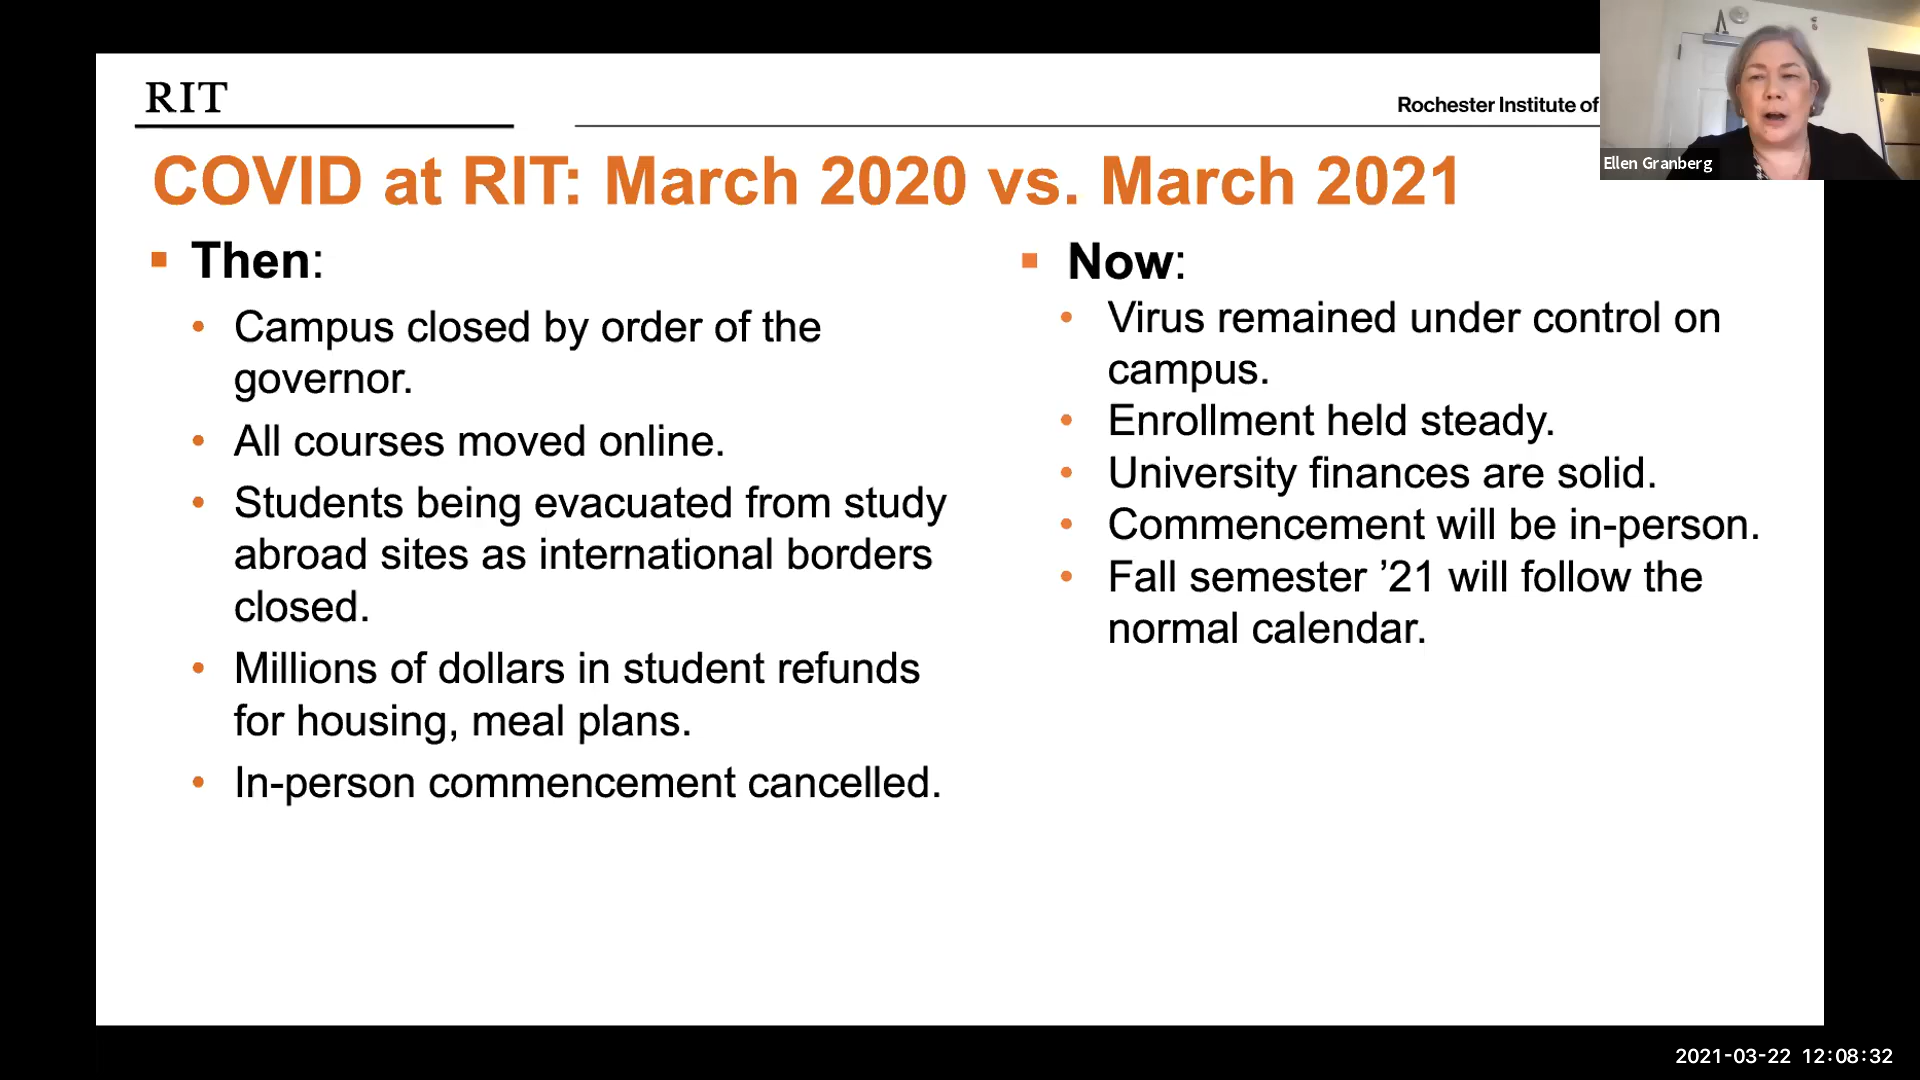 RIT
Rochester Institute of
Ellen Granberg
COVID at RIT: March 2020 vs. March 2021
Then:
Campus closed by order of the
governor.
All courses moved online.
Students being evacuated from study
abroad sites as international borders
closed.
Millions of dollars in student refunds
for housing, meal plans.
In-person commencement cancelled.
Now:
Virus remained under control on
campus.
Enrollment held steady.
University finances are solid.
Commencement will be in-person.
Fall semester ’21 will follow the
normal calendar.
2021-03-22 12:08:32